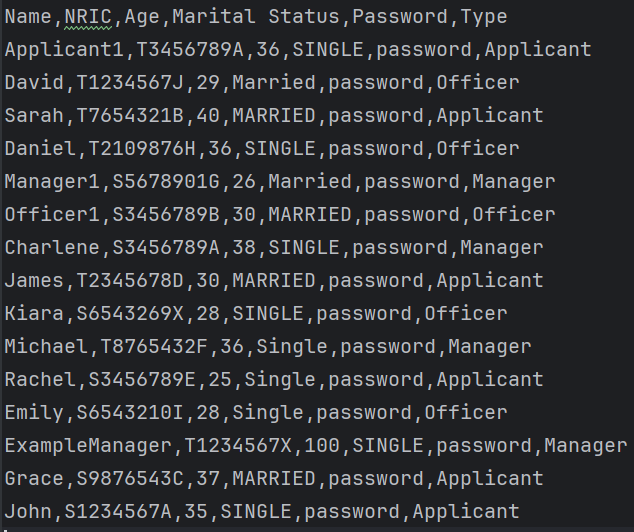 Name,NRIC,Age,Marital Status,Password,Type
Applicant1,T3456789A,36,SINGLE,password,Applicant
David,T1234567J,29,Married,password,Officer
Sarah,T7654321B,40,MARRIED,password,Applicant
Daniel,T2109876H,36,SINGLE,password,Officer
Manager1,S5678901G,26,Married,password,Manager
Officer1,S3456789B,30,MARRIED,password,Officer
Charlene,S3456789A,38,SINGLE,password,Manager
James,T2345678D,30,MARRIED,password,Applicant
Kiara,S6543269X,28,SINGLE,password,Officer
Michael,T8765432F,36,Single,password,Manager
Rachel,S3456789E,25,Single,password,Applicant
Emily,S6543210I,28,Single,password,Officer
ExampleManager,T1234567X,100,SINGLE,password,Manager
Grace,S9876543C,37,MARRIED,password,Applicant
John,S1234567A,35,SINGLE,password,Applicant